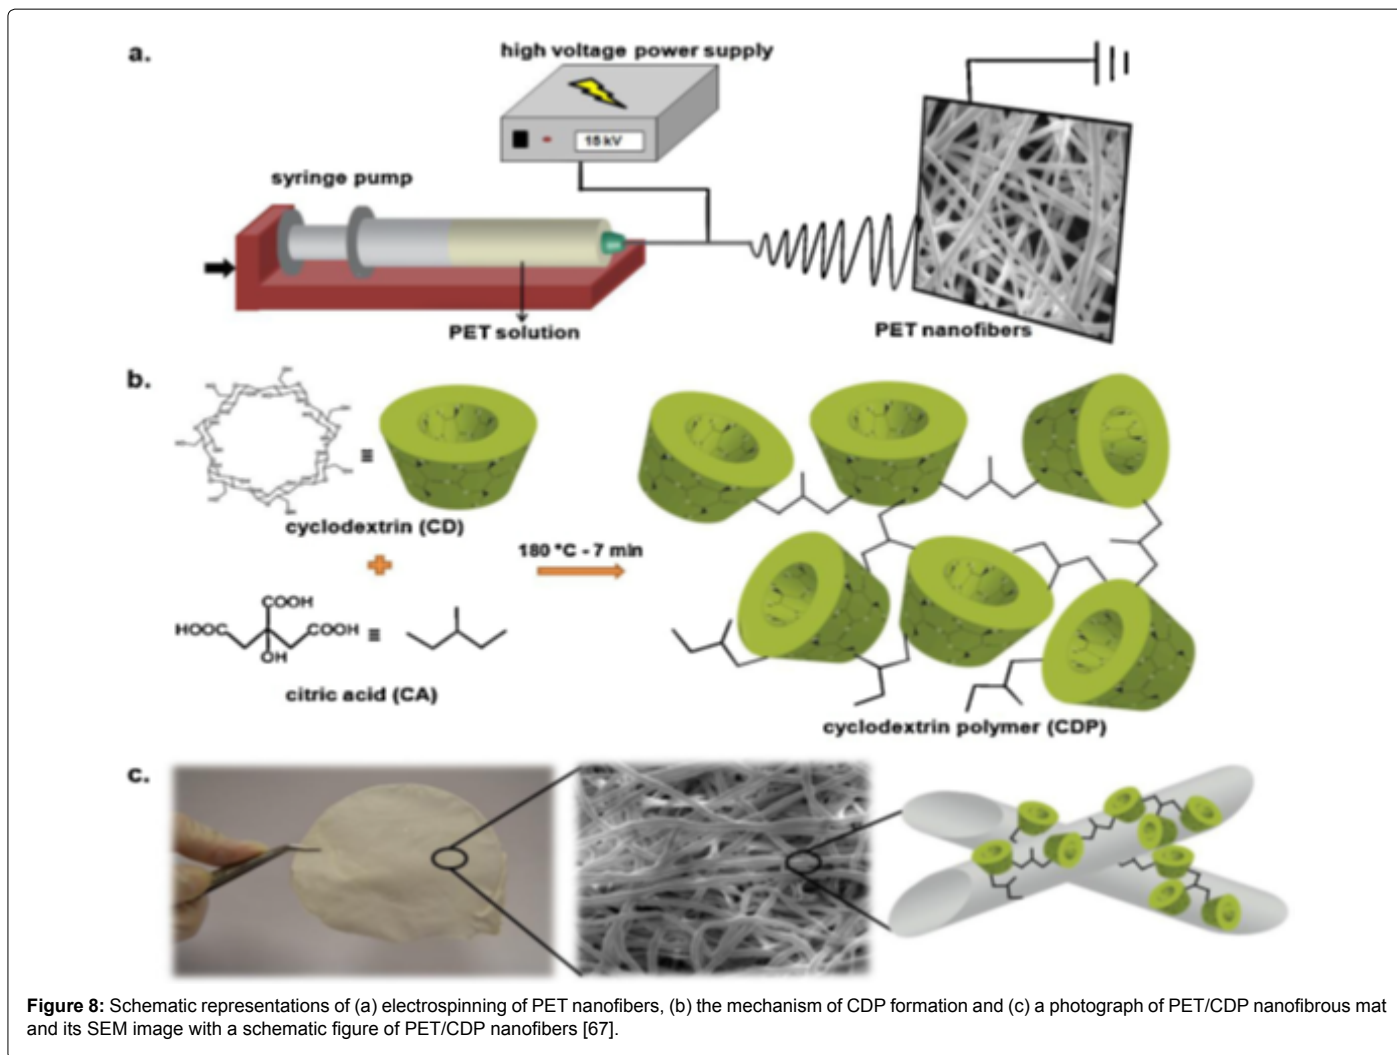 a.
high voltage power supply
15 kV
syringe pump
PET solution
PET nanofibers
b.
≡
cyclodextrin (CD)
180 °C - 7 min
COOH
HOOC
COOH
≡
OH
citric acid (CA)
cyclodextrin polymer (CDP)
c.
Figure 8: Schematic representations of (a) electrospinning of PET nanofibers, (b) the mechanism of CDP formation and (c) a photograph of PET/CDP nanofibrous mat
and its SEM image with a schematic figure of PET/CDP nanofibers [67].